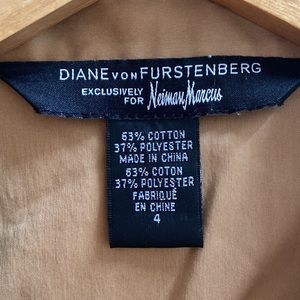 DIANE VON FURSTENBERG
EXCLUSIVELY
FOR Neiman Marcus
63% COTTON
37% POLYESTER
MADE IN CHINA
63% COTON
37% POLYESTER
FABRIQUÉ
EN CHINE
4